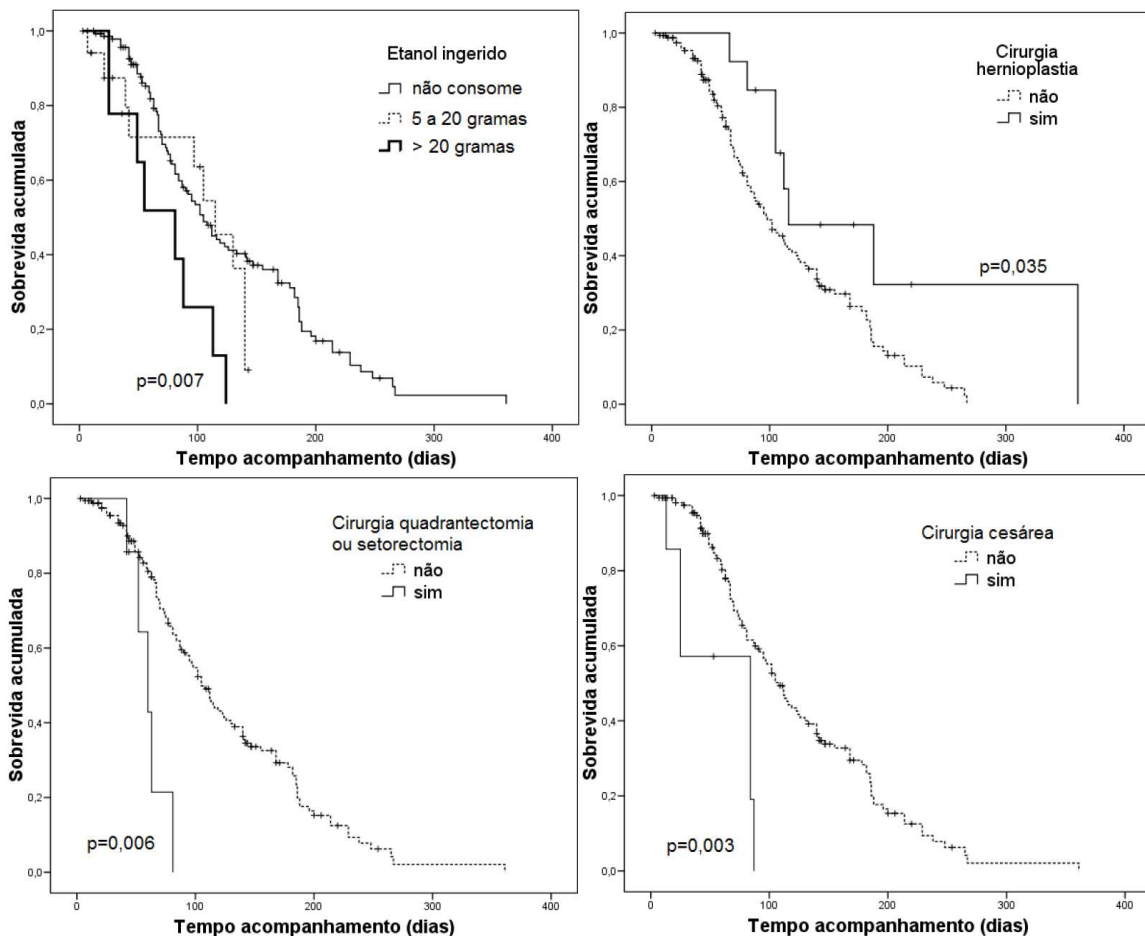 Etanol ingerido
não consome
5 a 20 gramas
> 20 gramas
p=0,007
Sobrevida acumulada
1,0
0,8
0,6
0,4
0,2
0,0
0 100 200 300 400
Tempo acompanhamento (dias)
Cirurgia
hernioplastia
não
sim
p=0,035
Sobrevida acumulada
1,0
0,8
0,6
0,4
0,2
0,0
0 100 200 300 400
Tempo acompanhamento (dias)
Cirurgia quadrantectomia
ou setorectomia
não
sim
p=0,006
Sobrevida acumulada
1,0
0,8
0,6
0,4
0,2
0,0
0 100 200 300 400
Tempo acompanhamento (dias)
Cirurgia cesárea
não
sim
p=0,003
Sobrevida acumulada
1,0
0,8
0,6
0,4
0,2
0,0
0 100 200 300 400
Tempo acompanhamento (dias)